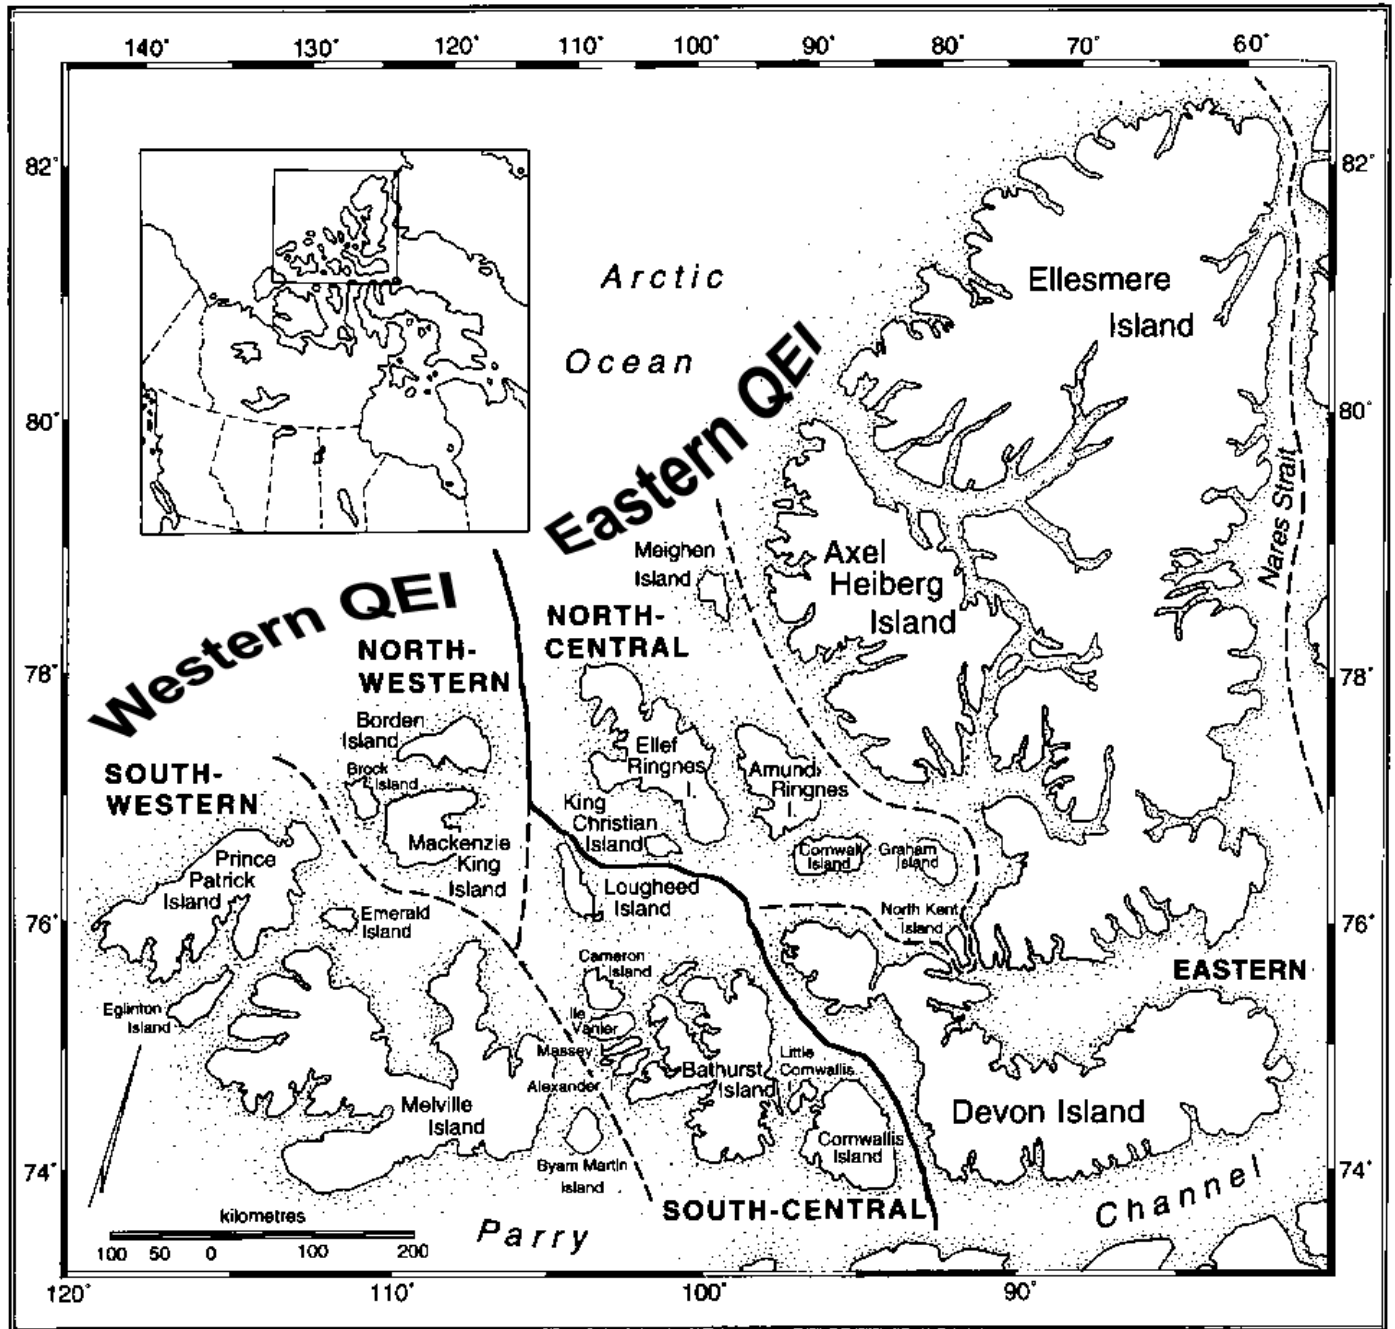 140° 130° 120° 110° 100° 90° 80° 70° 60°
82° 82°
Arctic
Ocean
Ellesmere
Island
80° 80°
Eastern QEI
Nares Strait
Meighen
Island
Axel
Heiberg
Island
Western QEI
NORTH-
CENTRAL
NORTH-
WESTERN
78° 78°
Borden
Island
Brock
Island
Ellef
Ringnes
I.
Amund
Ringnes
I.
SOUTH-
WESTERN
King
Christian
Island
Mackenzie
King
Island
Cornwall
Island
Graham
Island
Prince
Patrick
Island
Lougheed
Island
Emerald
Island
North Kent
Island
76° 76°
Cameron
Island
EASTERN
Eglinton
Island
Ile
Vanier
Massey
Alexander I
Bathurst
Island
Little
Cornwallis
I.
Melville
Island
Devon Island
Cornwallis
Island
Byam Martin
Island
74° 74°
SOUTH-CENTRAL
Parry
Channel
kilometres
100 50 0 100 200
120° 110° 100° 90°